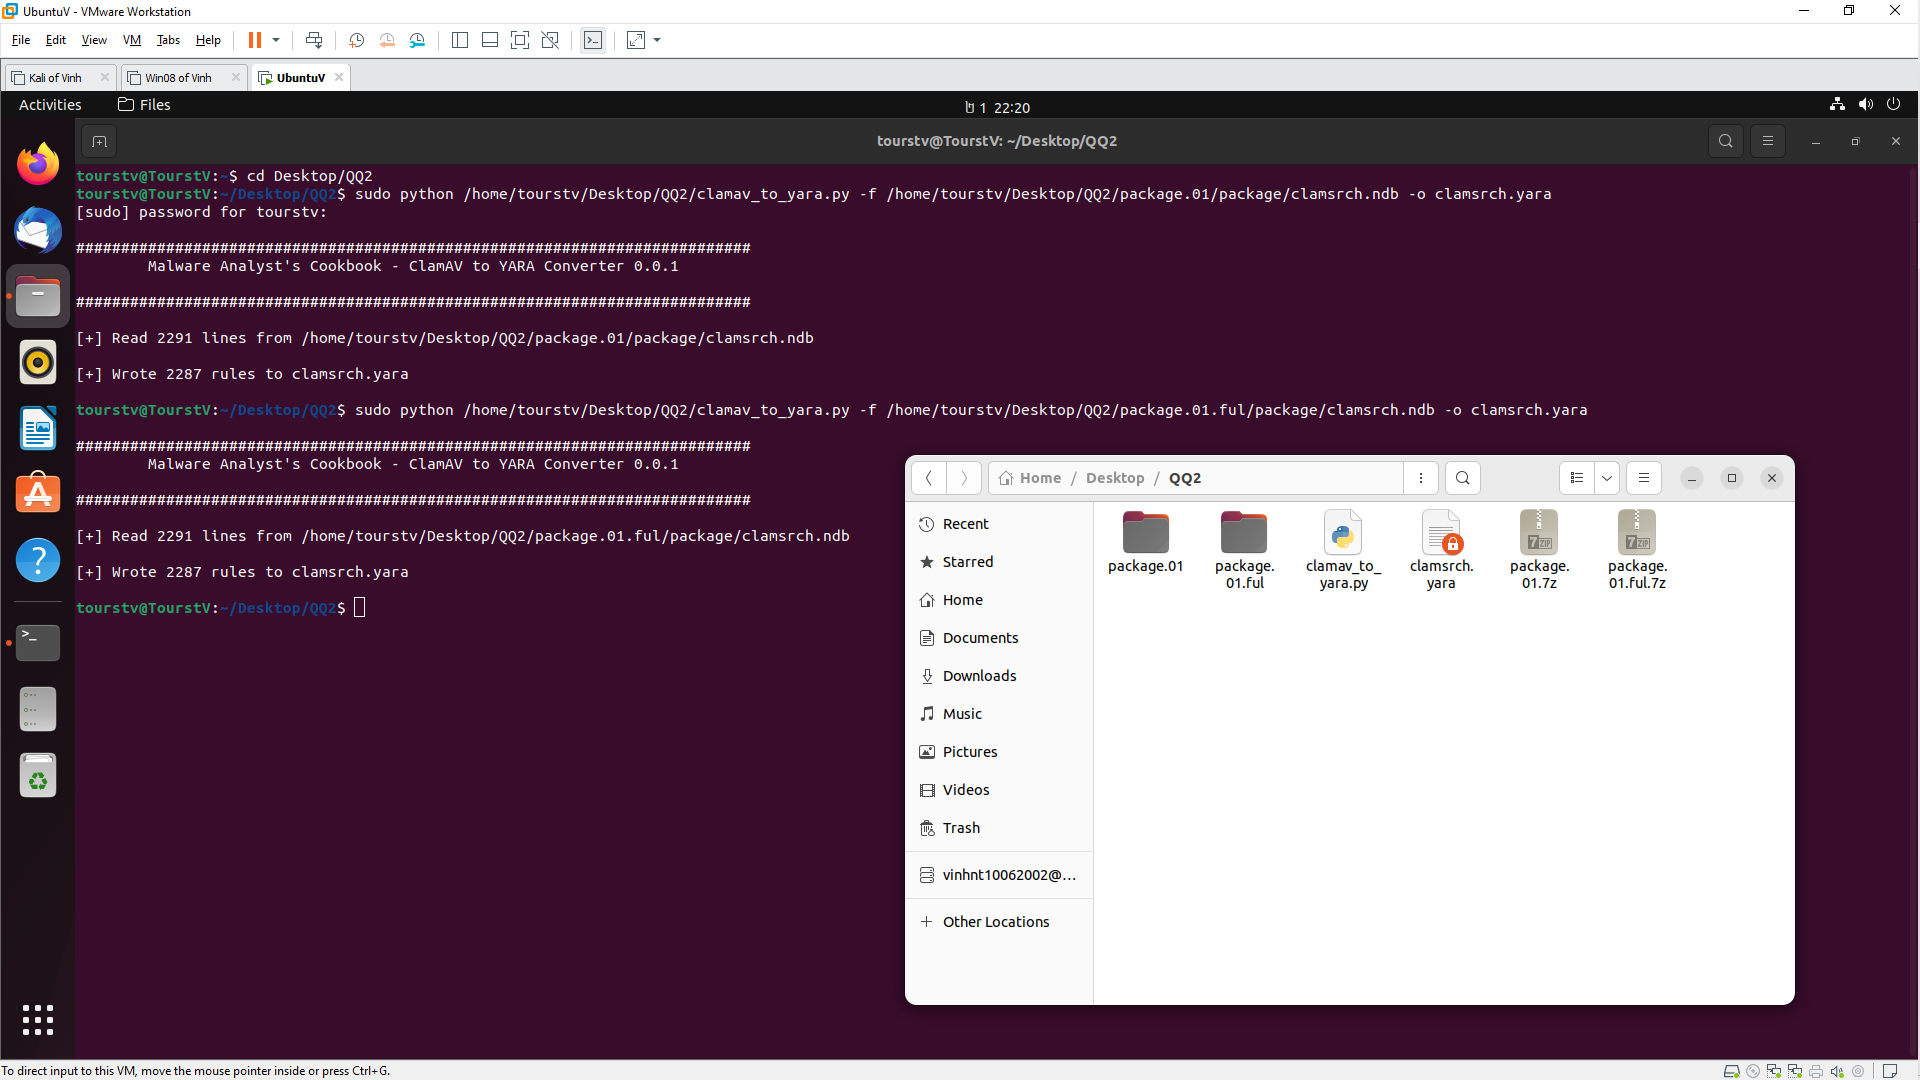 UbuntuV - VMware Workstation
File Edit View VM Tabs Help
Kali of Vinh
Win08 of Vinh
UbuntuV
Activities
Files
1 22:20
tourstv@TourstV: ~/Desktop/QQ2
tourstv@TourstV:~$ cd Desktop/QQ2
tourstv@TourstV:~/Desktop/QQ2$ sudo python /home/tourstv/Desktop/QQ2/clamav_to_yara.py -f /home/tourstv/Desktop/QQ2/package.01/package/clamsrch.ndb -o clamsrch.yara
[sudo] password for tourstv:
###########################################################################
Malware Analyst's Cookbook - ClamAV to YARA Converter 0.0.1
###########################################################################
[+] Read 2291 lines from /home/tourstv/Desktop/QQ2/package.01/package/clamsrch.ndb
[+] Wrote 2287 rules to clamsrch.yara
tourstv@TourstV:~/Desktop/QQ2$ sudo python /home/tourstv/Desktop/QQ2/clamav_to_yara.py -f /home/tourstv/Desktop/QQ2/package.01.ful/package/clamsrch.ndb -o clamsrch.yara
###########################################################################
Malware Analyst's Cookbook - ClamAV to YARA Converter 0.0.1
###########################################################################
[+] Read 2291 lines from /home/tourstv/Desktop/QQ2/package.01.ful/package/clamsrch.ndb
[+] Wrote 2287 rules to clamsrch.yara
tourstv@TourstV:~/Desktop/QQ2$
Home / Desktop / QQ2
Recent
Starred
Home
Documents
Downloads
Music
Pictures
Videos
Trash
vinhnt10062002@...
+ Other Locations
package.01
package.
01.ful
clamav_to_
yara.py
clamsrch.
yara
7ZIP
package.
01.7z
7ZIP
package.
01.ful.7z
To direct input to this VM, move the mouse pointer inside or press Ctrl+G.